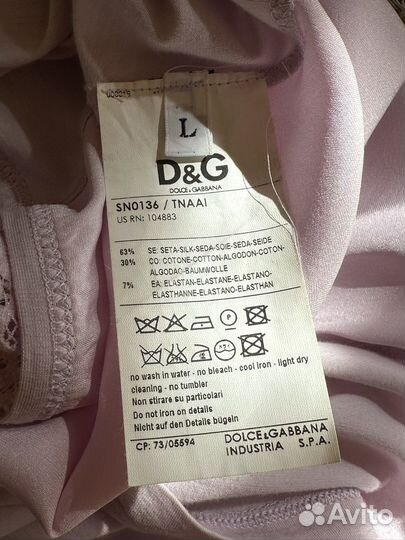 L
D&G
DOLCE & GABBANA
SN0136 / TNAAI
US RN: 104883
63% SE: SETA-SILK-SEDA-SOIE-SEDA-SEIDE
30% CO: COTONE-COTTON-ALGODON-COTON-
ALGODAO-BAUMWOLLE
7% EA: ELASTAN-ELASTANE-ELASTANO-
ELASTHANNE-ELASTANO-ELASTHAN
P
no wash in water - no bleach - cool iron - light dry
cleaning - no tumbler
Non stirare su particolari
Do not iron on details
Nicht auf den Details bügeln
CP: 73/05594
DOLCE & GABBANA
INDUSTRIA S.P.A.
Avito